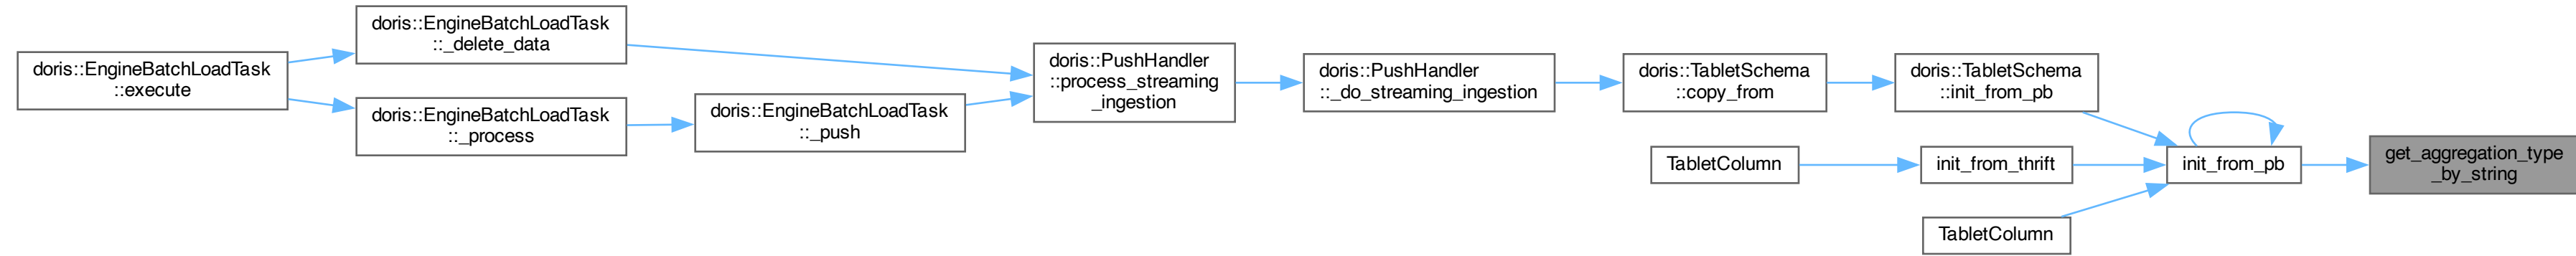 doris::EngineBatchLoadTask
::execute
doris::EngineBatchLoadTask
::_delete_data
doris::EngineBatchLoadTask
::_process
doris::EngineBatchLoadTask
::_push
doris::PushHandler
::process_streaming
_ingestion
doris::PushHandler
::_do_streaming_ingestion
doris::TabletSchema
::copy_from
doris::TabletSchema
::init_from_pb
TabletColumn
init_from_thrift
TabletColumn
init_from_pb
get_aggregation_type
_by_string